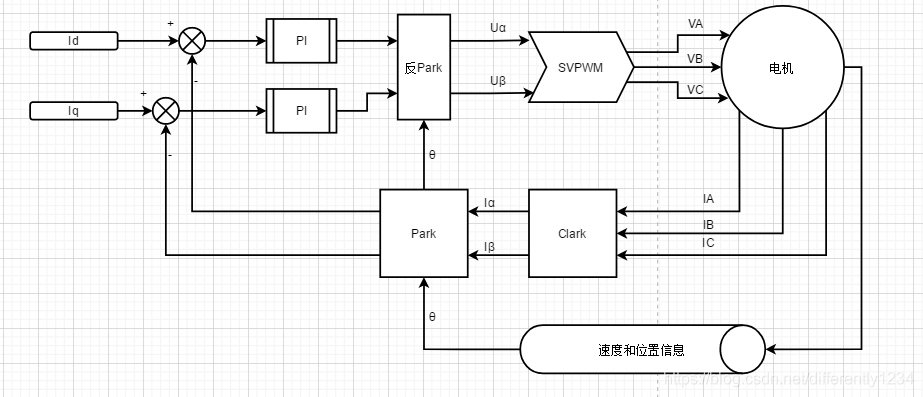 Id
+
-
PI
反Park
Uα
Uβ
SVPWM
VA
VB
VC
电机
Iq
+
-
PI
θ
Park
Iα
Iβ
Clark
IA
IB
IC
θ
速度和位置信息
https://blog.csdn.net/differently1234